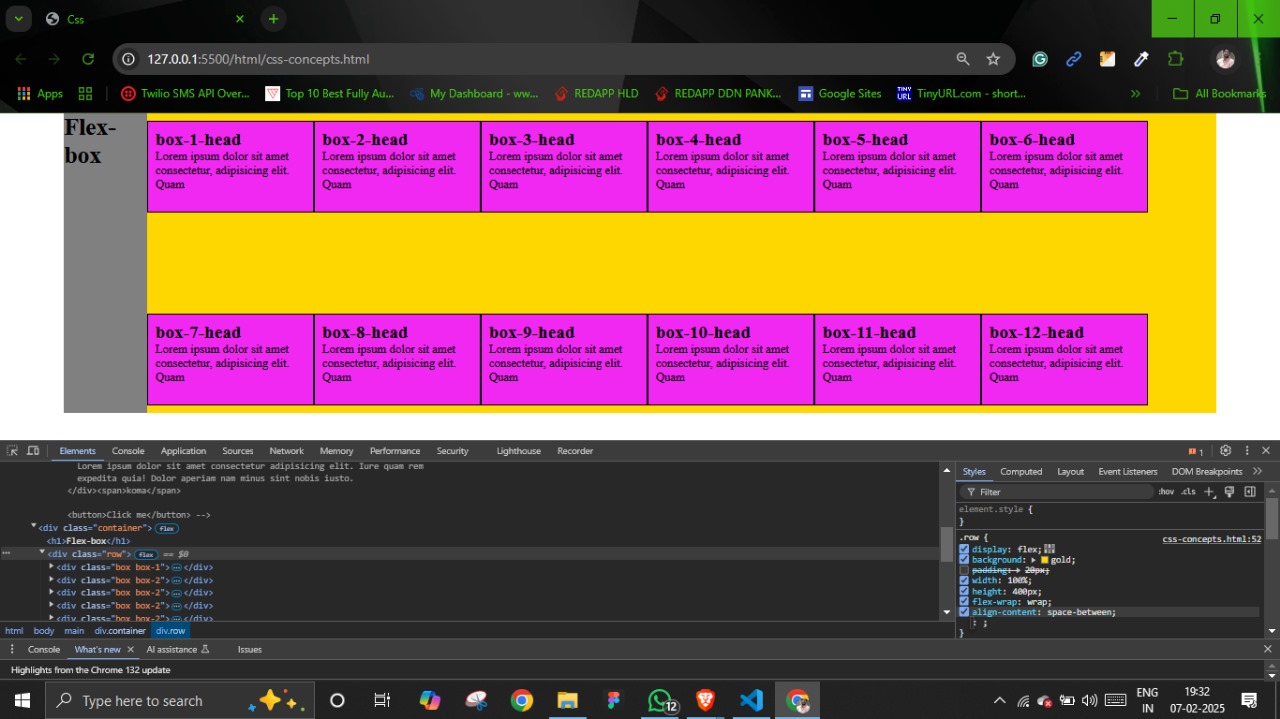 Css
127.0.0.1:5500/html/css-concepts.html
Apps
Twilio SMS API Over...
Top 10 Best Fully Au...
My Dashboard - ww...
REDAPP HLD
REDAPP DDN PANK...
Google Sites
TINY URL
TinyURL.com - short...
All Bookmarks
Flex-
box
box-1-head
Lorem ipsum dolor sit amet
consectetur, adipisicing elit.
Quam
box-2-head
Lorem ipsum dolor sit amet
consectetur, adipisicing elit.
Quam
box-3-head
Lorem ipsum dolor sit amet
consectetur, adipisicing elit.
Quam
box-4-head
Lorem ipsum dolor sit amet
consectetur, adipisicing elit.
Quam
box-5-head
Lorem ipsum dolor sit amet
consectetur, adipisicing elit.
Quam
box-6-head
Lorem ipsum dolor sit amet
consectetur, adipisicing elit.
Quam
box-7-head
Lorem ipsum dolor sit amet
consectetur, adipisicing elit.
Quam
box-8-head
Lorem ipsum dolor sit amet
consectetur, adipisicing elit.
Quam
box-9-head
Lorem ipsum dolor sit amet
consectetur, adipisicing elit.
Quam
box-10-head
Lorem ipsum dolor sit amet
consectetur, adipisicing elit.
Quam
box-11-head
Lorem ipsum dolor sit amet
consectetur, adipisicing elit.
Quam
box-12-head
Lorem ipsum dolor sit amet
consectetur, adipisicing elit.
Quam
Elements Console Application Sources Network Memory Performance Security Lighthouse Recorder 1
Lorem ipsum dolor sit amet consectetur adipisicing elit. Iure quam rem
expedita quia! Dolor aperiam nam minus sint nobis iusto.
</div><span>koma</span>
<button>Click me</button> -->
<div class="container"> flex
<h1>Flex-box</h1>
<div class="row"> flex == $0
<div class="box box-1">…</div>
<div class="box box-2">…</div>
<div class="box box-2">…</div>
<div class="box box-2">…</div>
<div class="box box-2">…</div>
html body main div.container div.row
Styles Computed Layout Event Listeners DOM Breakpoints
Filter :hov .cls
element.style {
}
.row { css-concepts.html:52
display: flex;
background: gold;
padding: 20px;
width: 100%;
height: 400px;
flex-wrap: wrap;
align-content: space-between;
: ;
}
Console What's new AI assistance Issues
Highlights from the Chrome 132 update
Type here to search
12
ENG
IN
19:32
07-02-2025